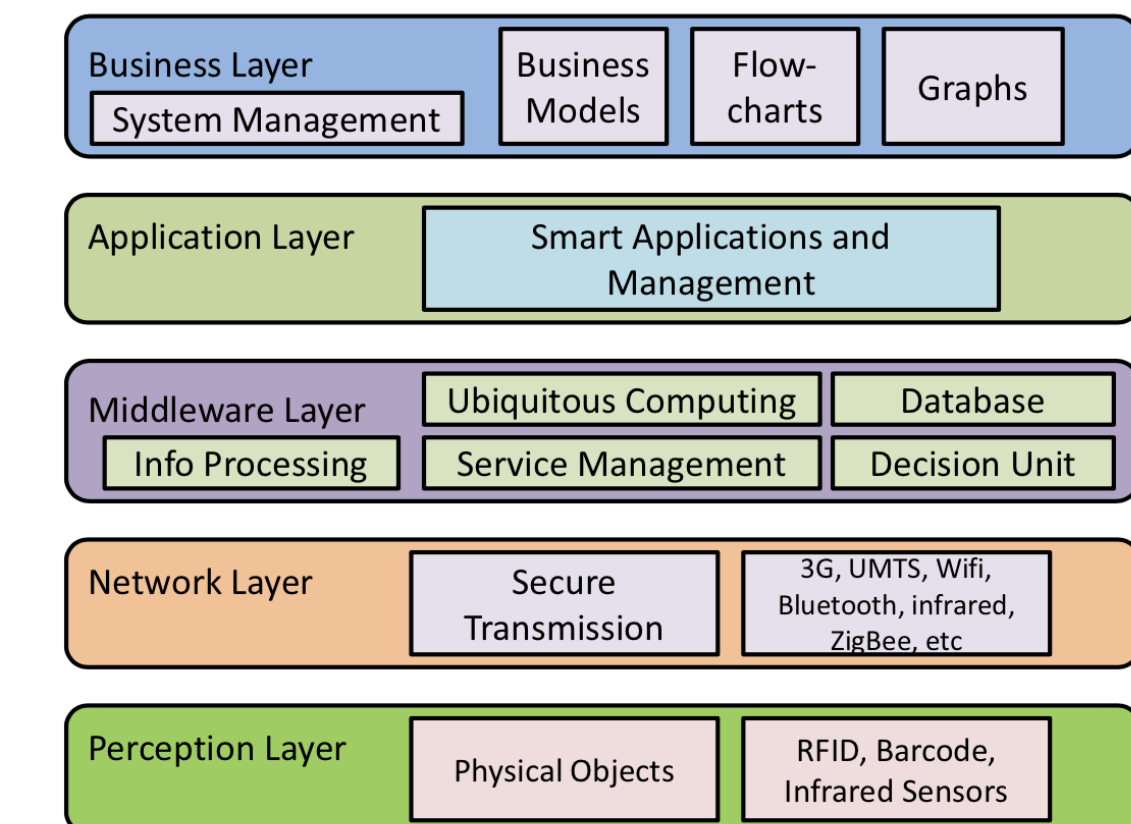 Business Layer
System Management
Business
Models
Flow-
charts
Graphs
Application Layer
Smart Applications and
Management
Middleware Layer
Info Processing
Ubiquitous Computing
Database
Service Management
Decision Unit
Network Layer
Secure
Transmission
3G, UMTS, Wifi,
Bluetooth, infrared,
ZigBee, etc
Perception Layer
Physical Objects
RFID, Barcode,
Infrared Sensors